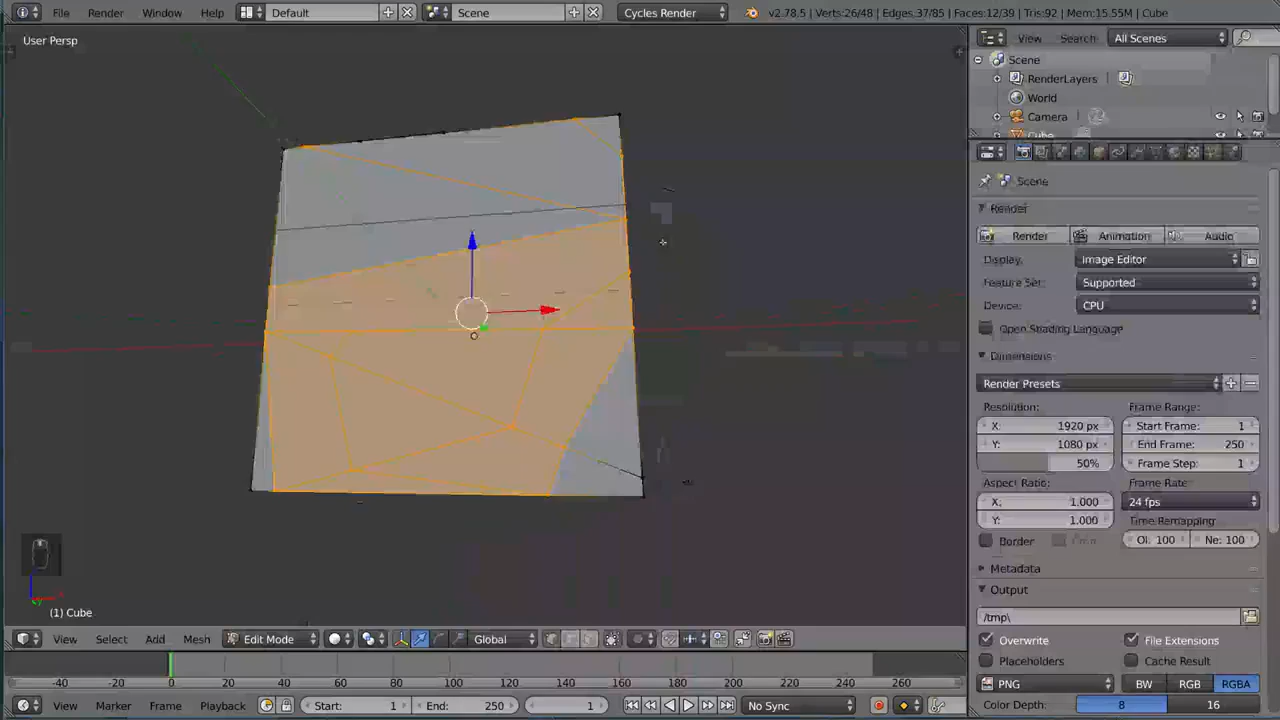 File Render Window Help Default Scene Cycles Render v2.78.5 | Verts:26/48 | Edges:37/85 | Faces:12/39 | Tris:92 | Mem:15.55M | Cube
User Persp
(1) Cube
View Select Add Mesh Edit Mode Global
-40 -20 0 20 40 60 80 100 120 140 160 180 200 220 240 260
View Marker Frame Playback Start: 1 End: 250 1 No Sync
View Search All Scenes
Scene
RenderLayers
World
Camera
Cube
Scene
Render
Render Animation Audio
Display: Image Editor
Feature Set: Supported
Device: CPU
Open Shading Language
Dimensions
Render Presets
Resolution: Frame Range:
X: 1920 px Start Frame: 1
Y: 1080 px End Frame: 250
50% Frame Step: 1
Aspect Ratio: Frame Rate:
X: 1.000 24 fps
Y: 1.000 Time Remapping:
Border Ol: 100 Ne: 100
Metadata
Output
/tmp\
Overwrite File Extensions
Placeholders Cache Result
PNG BW RGB RGBA
Color Depth: 8 16